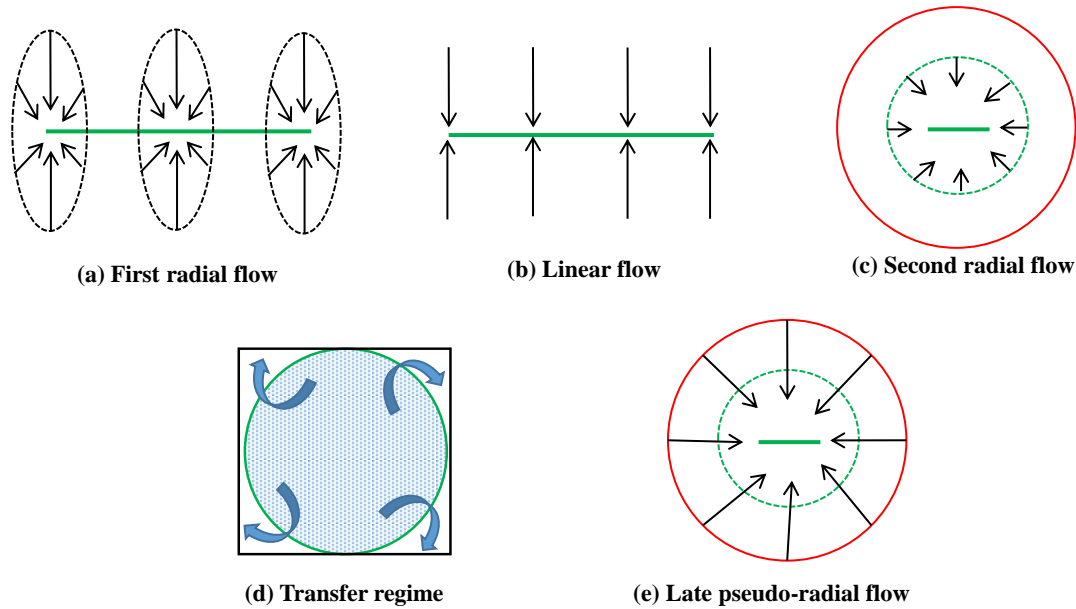 (a) First radial flow
(b) Linear flow
(c) Second radial flow
(d) Transfer regime
(e) Late pseudo-radial flow